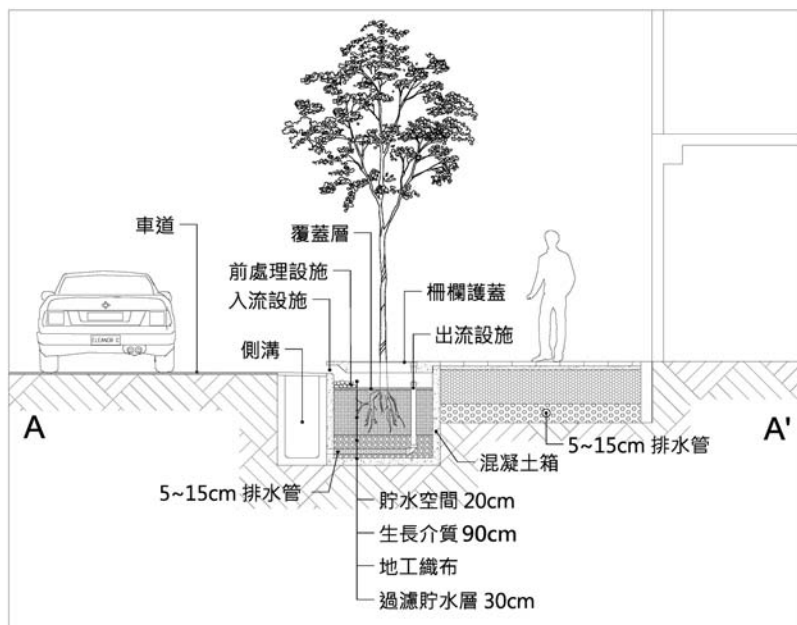 車道
覆蓋層
前處理設施
柵欄護蓋
入流設施
出流設施
側溝
ELEANOR E
A
A'
5~15cm 排水管
混凝土箱
5~15cm 排水管
貯水空間 20cm
生長介質 90cm
地工織布
過濾貯水層 30cm